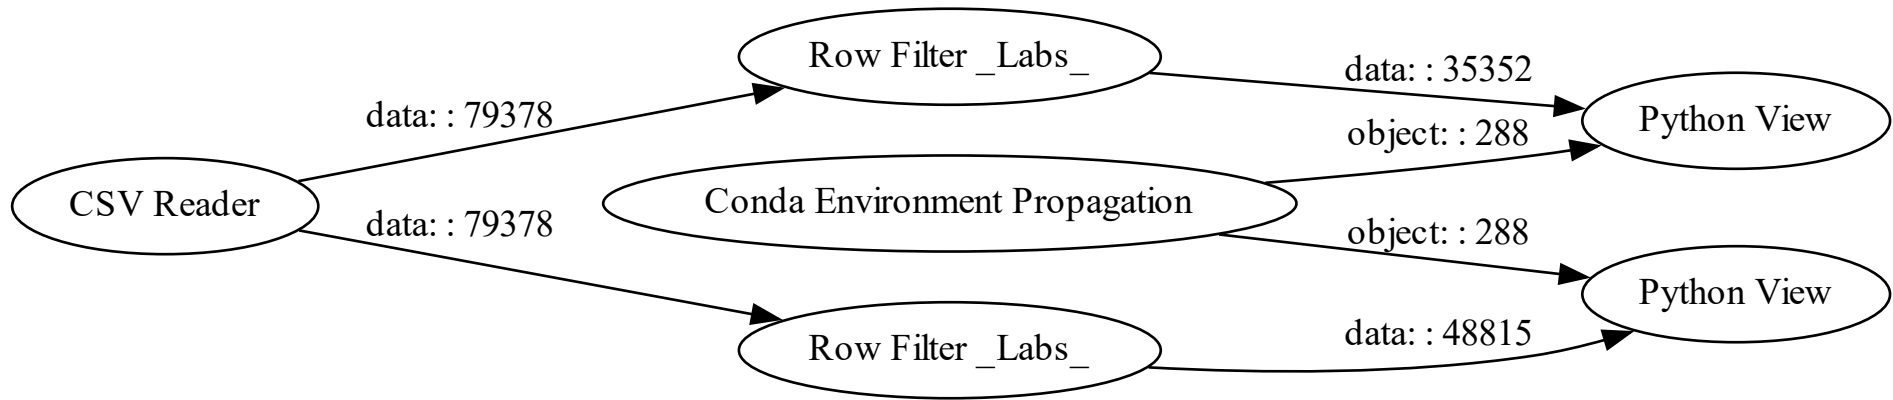 Row Filter _Labs_
data: : 35352
data: : 79378
Python View
object: : 288
CSV Reader
Conda Environment Propagation
data: : 79378
object: : 288
Python View
Row Filter _Labs_
data: : 48815